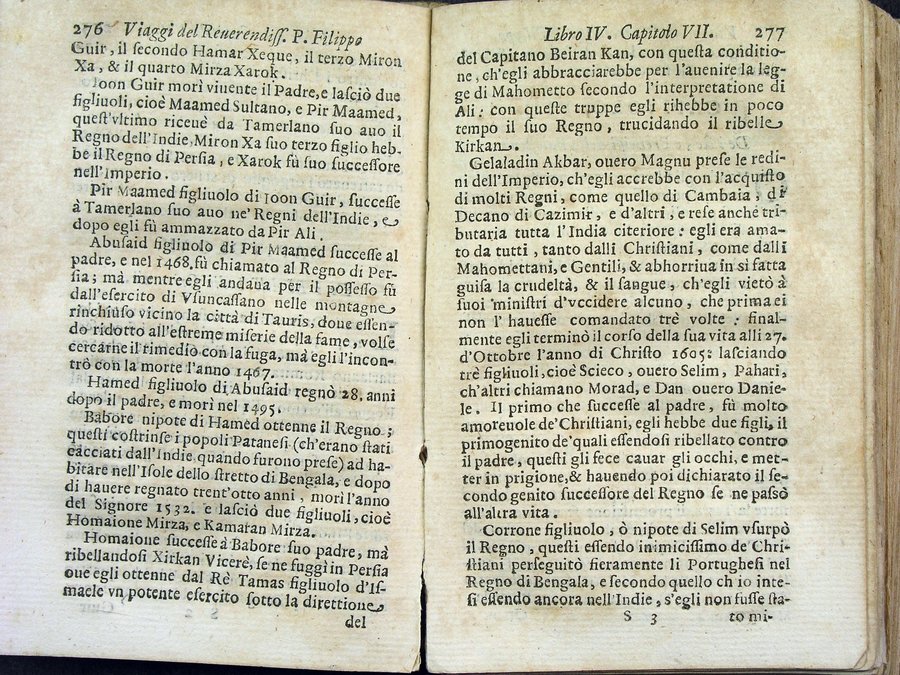 276 Viaggi del Reuerendiſſ. P. Filippo
Guir, il ſecondo Hamar Xeque, il terzo Miron
Xa, & il quarto Mirza Xarok.
Ioon Guir morì viuente il Padre, e laſciò due
figliuoli, cioè Maamed Sultano, e Pir Maamed,
queſt'vltimo riceuè da Tamerlano ſuo auo il
Regno dell'Indie, Miron Xa ſuo terzo figlio heb-
be il Regno di Perſia, e Xarok fù ſuo ſucceſſore
nell'Imperio.
Pir Maamed figliuolo di Ioon Guir, ſucceſſe
à Tamerlano ſuo auo ne' Regni dell'Indie, e
dopo egli fù ammazzato da Pir Ali.
Abuſaid figliuolo di Pir Maamed ſucceſſe al
padre, e nel 1468. fù chiamato al Regno di Per-
ſia; mà mentre egli andaua per il poſſeſſo fù
dall'eſercito di Vſuncaſſano nelle montagne
rinchiuſo vicino la città di Tauris, doue eſſen-
do ridotto all'eſtreme miſerie della fame, volſe
cercarne il rimedio con la fuga, mà egli l'incon-
trò con la morte l'anno 1467.
Hamed figliuolo di Abuſaid regnò 28. anni
dopo il padre, e morì nel 1495.
Babore nipote di Hamed ottenne il Regno;
queſti coſtrinſe i popoli Patanesi (ch'erano ſtati
cacciati dall'Indie quando furono preſe) ad ha-
bitare nell'Iſole dello ſtretto di Bengala, e dopo
di hauere regnato trent'otto anni, morì l'anno
del Signore 1532. e laſciò due figliuoli, cioè
Homaione Mirza, e Kamaran Mirza.
Homaione ſucceſſe à Babore ſuo padre, mà
ribellandoſi Xirkan Vicerè, ſe ne fuggì in Perſia
oue egli ottenne dal Rè Tamas figliuolo d'Iſ-
maele vn potente eſercito ſotto la direttione
S 2
del
Libro IV. Capitolo VII. 277
del Capitano Beiran Kan, con queſta conditio-
ne, ch'egli abbracciarebbe per l'auenire la leg-
ge di Mahometto ſecondo l'interpretatione di
Ali: con queſte truppe egli rihebbe in poco
tempo il ſuo Regno, trucidando il ribelle
Kirkan.
Gelaladin Akbar, ouero Magnu preſe le redi-
ni dell'Imperio, ch'egli accrebbe con l'acquiſto
di molti Regni, come quello di Cambaia, di
Decano di Cazimir, e d'altri, e reſe anche tri-
butaria tutta l'India citeriore: egli era ama-
to da tutti, tanto dalli Chriſtiani, come dalli
Mahomettani, e Gentili, & abhorriua in ſi fatta
guiſa la crudeltà, & il ſangue, ch'egli vietò à
ſuoi miniſtri d'vccidere alcuno, che prima ei
non l'haueſſe comandato trè volte: final-
mente egli terminò il corſo della ſua vita alli 27.
d'Ottobre l'anno di Chriſto 1605: laſciando
trè figliuoli, cioè Scieco, ouero Selim, Pahari,
ch'altri chiamano Morad, e Dan ouero Danie-
le. Il primo che ſucceſſe al padre, fù molto
amoreuole de'Chriſtiani, egli hebbe due figli, il
primogenito de'quali eſſendoſi ribellato contro
il padre, queſti gli fece cauar gli occhi, e met-
ter in prigione, & hauendo poi dichiarato il ſe-
condo genito ſucceſſore del Regno ſe ne paſsò
all'altra vita.
Corrone figliuolo, ò nipote di Selim vſurpò
il Regno, queſti eſſendo inimiciſſimo de Chri-
ſtiani perſeguitò fieramente li Portugheſi nel
Regno di Bengala, e ſecondo quello ch io inte-
ſi eſſendo ancora nell'Indie, s'egli non fuſſe ſta-
S 3
to mi-